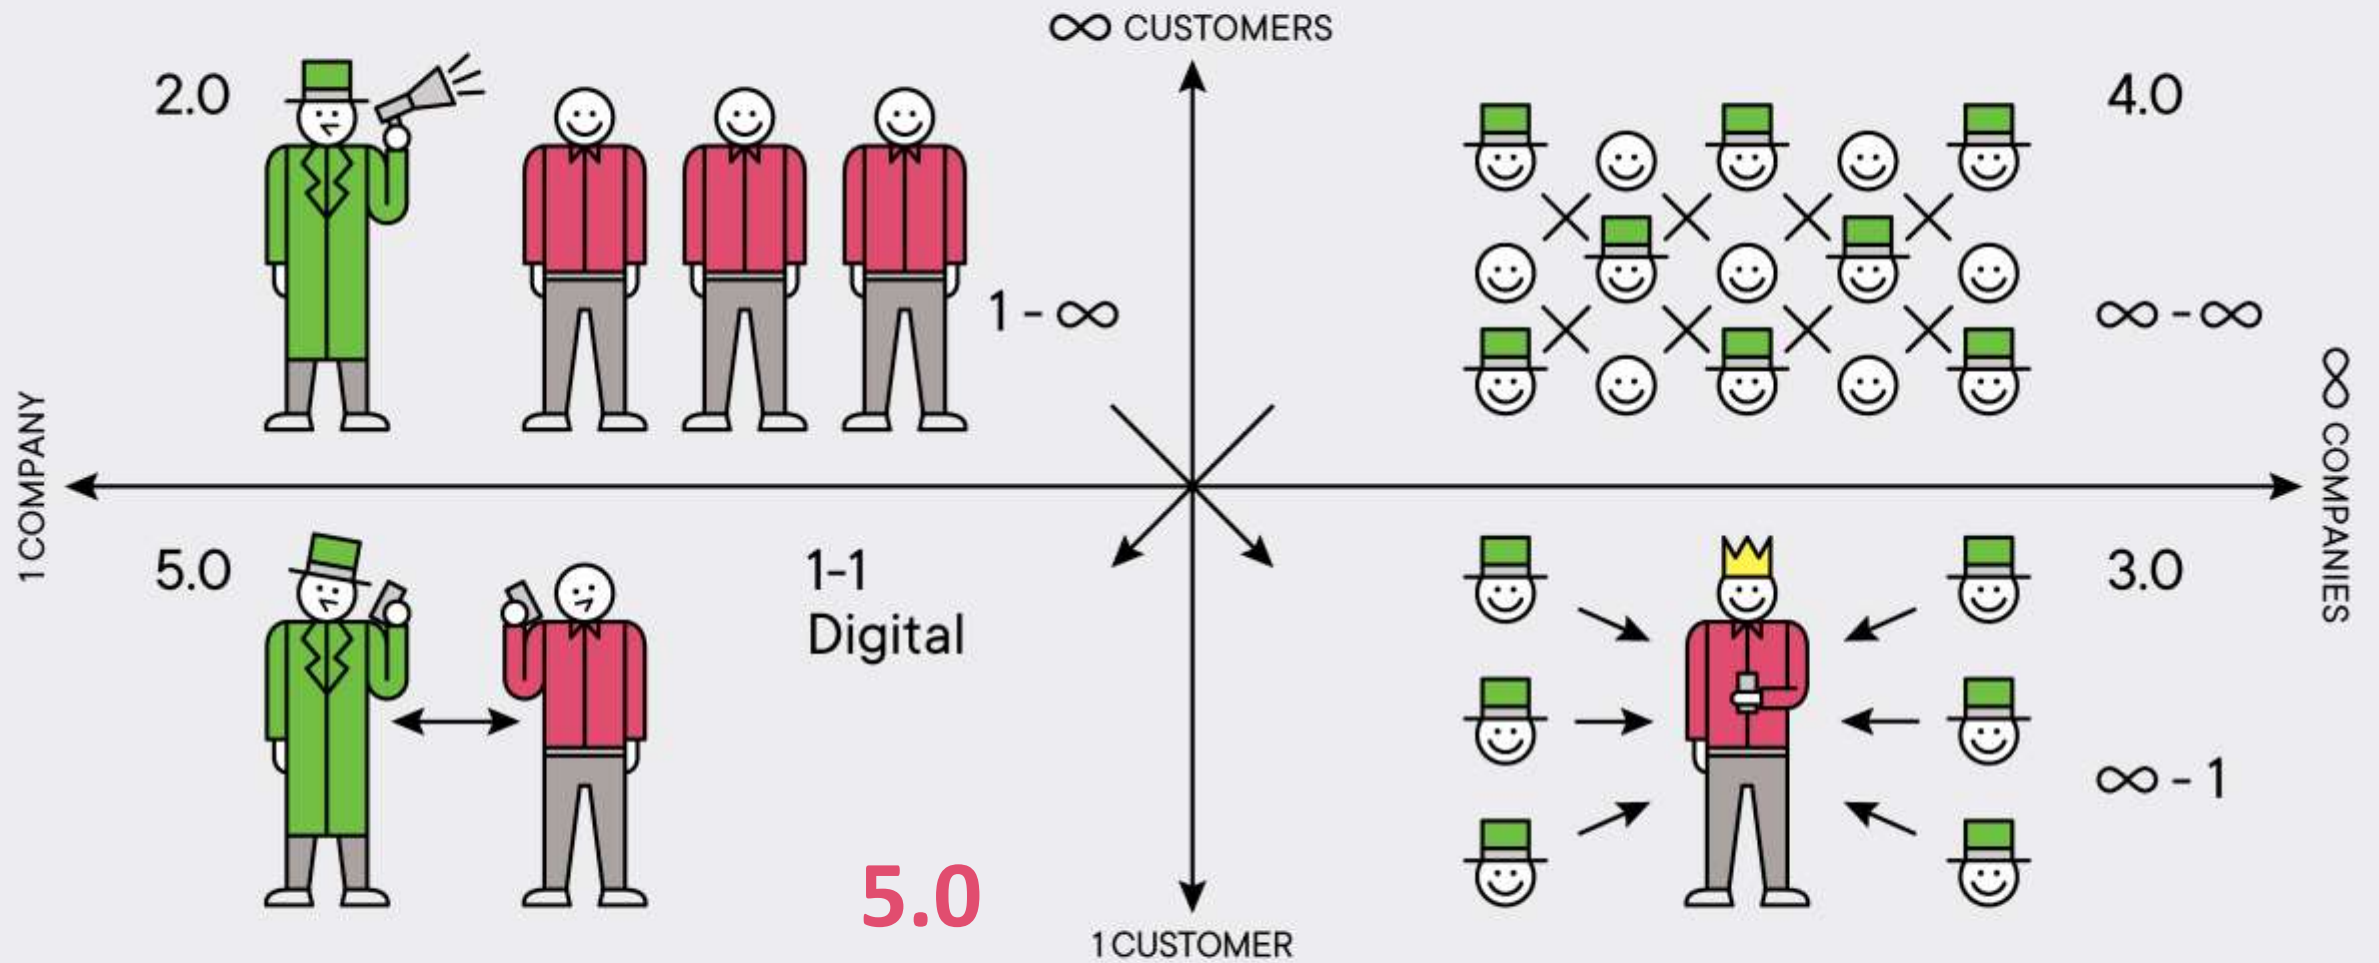 ∞ CUSTOMERS
2.0
4.0
1 - ∞
∞ - ∞
1 COMPANY
∞ COMPANIES
5.0
1-1
Digital
3.0
∞ - 1
5.0
1 CUSTOMER